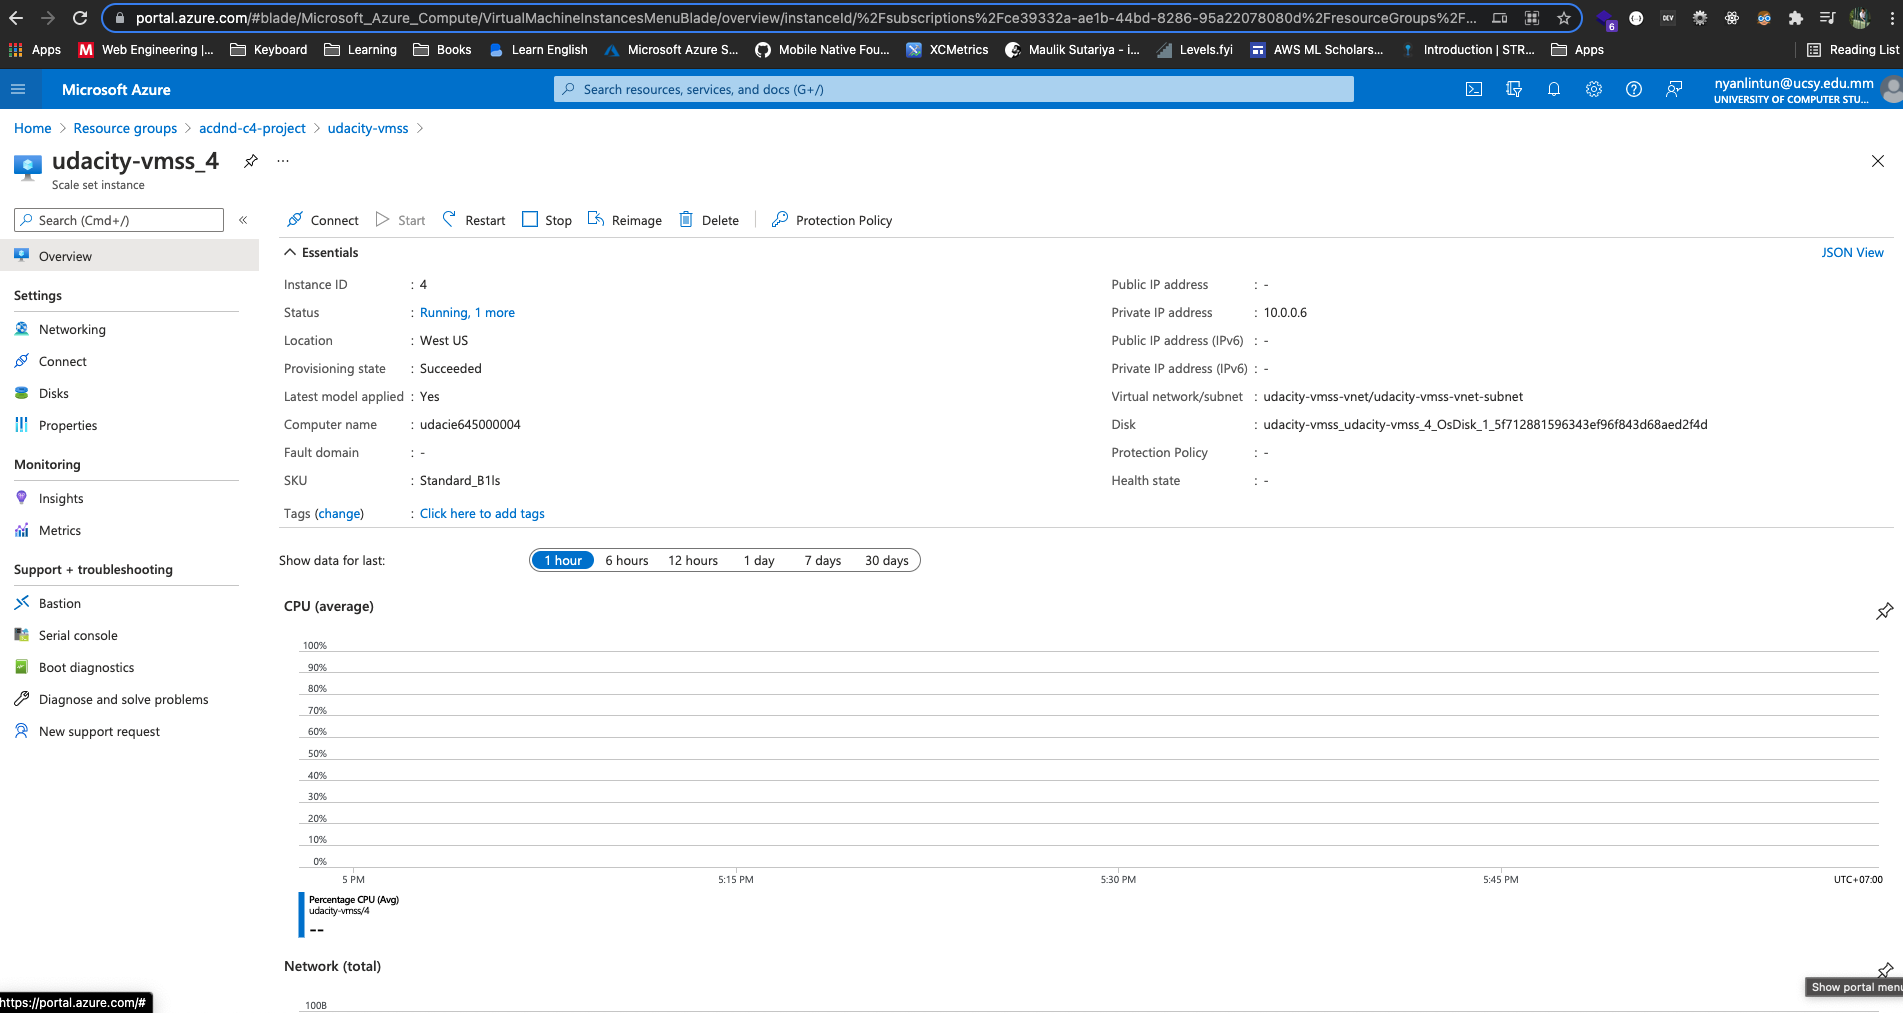 portal.azure.com/#blade/Microsoft_Azure_Compute/VirtualMachineInstancesMenuBlade/overview/instanceId/%2Fsubscriptions%2Fce39332a-ae1b-44bd-8286-95a22078080d%2FresourceGroups%2F...
DEV
6
Apps
M Web Engineering |...
Keyboard
Learning
Books
Learn English
Microsoft Azure S...
Mobile Native Fou...
XCMetrics
Maulik Sutariya - i...
Levels.fyi
AWS ML Scholars...
Introduction | STR...
Apps
Reading List
Microsoft Azure
Search resources, services, and docs (G+/)
nyanlintun@ucsy.edu.mm
UNIVERSITY OF COMPUTER STU...
Home > Resource groups > acdnd-c4-project > udacity-vmss >
udacity-vmss_4 ...
Scale set instance
Search (Cmd+/) «
Connect Start Restart Stop Reimage Delete Protection Policy
Overview
Settings
Networking
Connect
Disks
Properties
Monitoring
Insights
Metrics
Support + troubleshooting
Bastion
Serial console
Boot diagnostics
Diagnose and solve problems
New support request
Essentials
JSON View
Instance ID : 4
Status : Running, 1 more
Location : West US
Provisioning state : Succeeded
Latest model applied : Yes
Computer name : udacie645000004
Fault domain : -
SKU : Standard_B1ls
Tags (change) : Click here to add tags
Public IP address : -
Private IP address : 10.0.0.6
Public IP address (IPv6) : -
Private IP address (IPv6) : -
Virtual network/subnet : udacity-vmss-vnet/udacity-vmss-vnet-subnet
Disk : udacity-vmss_udacity-vmss_4_OsDisk_1_5f712881596343ef96f843d68aed2f4d
Protection Policy : -
Health state : -
Show data for last: 1 hour 6 hours 12 hours 1 day 7 days 30 days
CPU (average)
100%
90%
80%
70%
60%
50%
40%
30%
20%
10%
0%
5 PM 5:15 PM 5:30 PM 5:45 PM UTC+07:00
Percentage CPU (Avg)
udacity-vmss/4
--
Network (total)
100B
Show portal menu
https://portal.azure.com/#